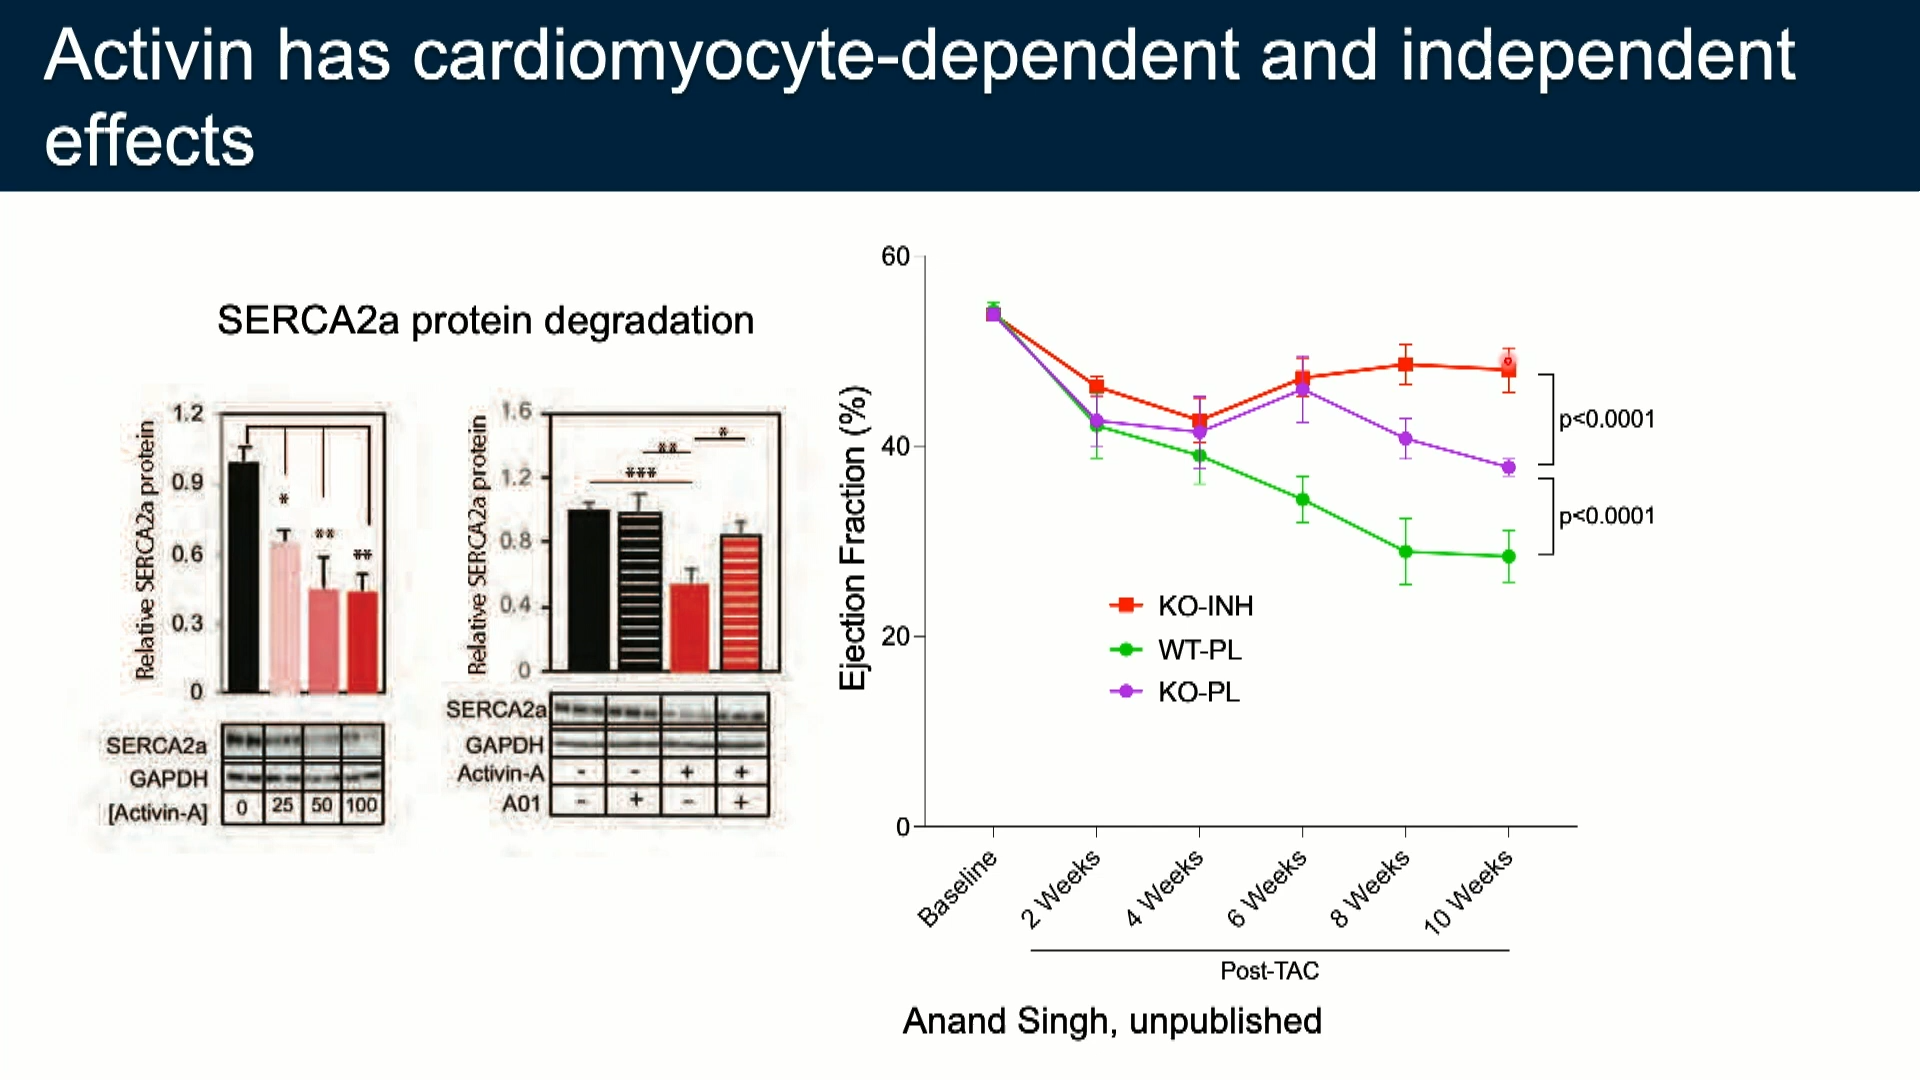 Activin has cardiomyocyte-dependent and independent
effects
SERCA2a protein degradation
Relative SERCA2a protein
1.2
0.9
0.6
0.3
0
*
**
**
SERCA2a
GAPDH
[Activin-A]
0 25 50 100
Relative SERCA2a protein
1.6
1.2
0.8
0.4
0
***
**
*
SERCA2a
GAPDH
Activin-A - - + +
A01 - + - +
Ejection Fraction (%)
60
40
20
0
p<0.0001
p<0.0001
KO-INH
WT-PL
KO-PL
Baseline
2 Weeks
4 Weeks
6 Weeks
8 Weeks
10 Weeks
Post-TAC
Anand Singh, unpublished